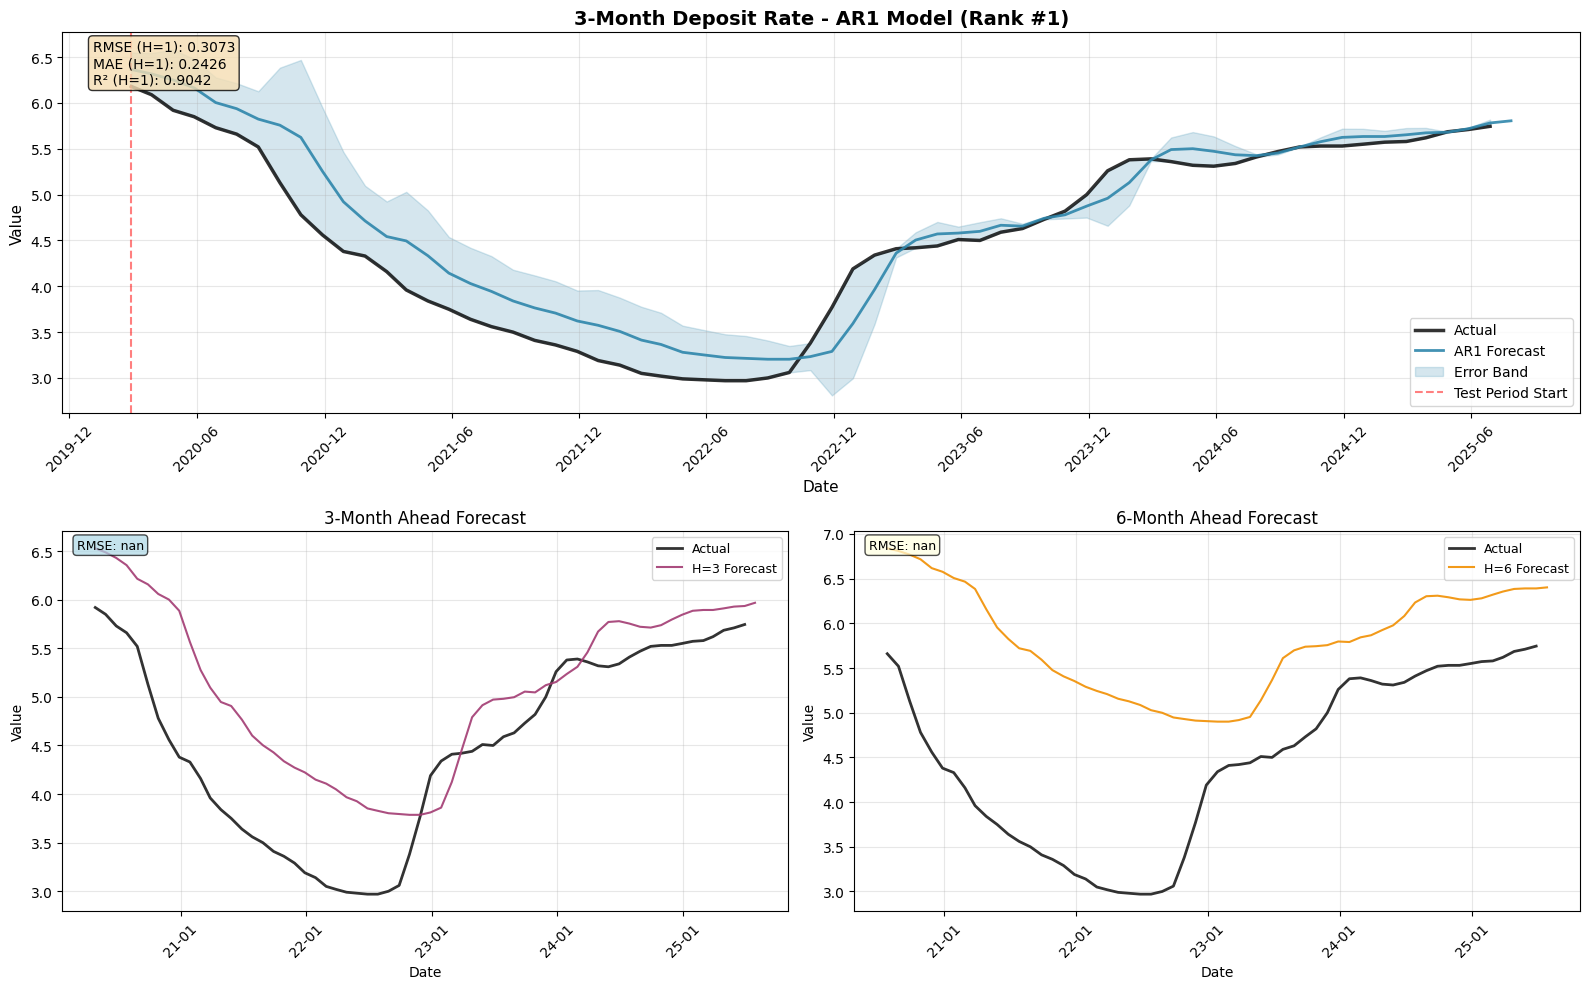 3-Month Deposit Rate - AR1 Model (Rank #1)
RMSE (H=1): 0.3073
MAE (H=1): 0.2426
R² (H=1): 0.9042
Value
6.5
6.0
5.5
5.0
4.5
4.0
3.5
3.0
Actual
AR1 Forecast
Error Band
Test Period Start
2019-12
2020-06
2020-12
2021-06
2021-12
2022-06
2022-12
2023-06
2023-12
2024-06
2024-12
2025-06
Date
3-Month Ahead Forecast
RMSE: nan
Actual
H=3 Forecast
Value
6.5
6.0
5.5
5.0
4.5
4.0
3.5
3.0
21-01
22-01
23-01
24-01
25-01
Date
6-Month Ahead Forecast
RMSE: nan
Actual
H=6 Forecast
Value
7.0
6.5
6.0
5.5
5.0
4.5
4.0
3.5
3.0
21-01
22-01
23-01
24-01
25-01
Date